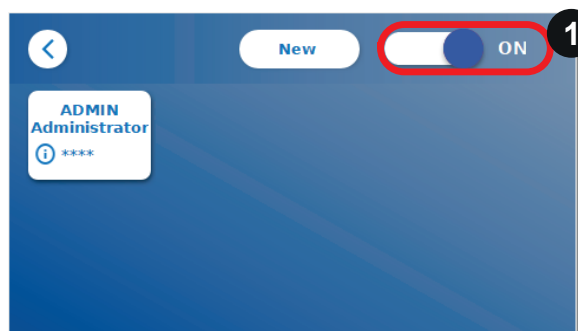 New
ON
1
ADMIN
Administrator
i ****